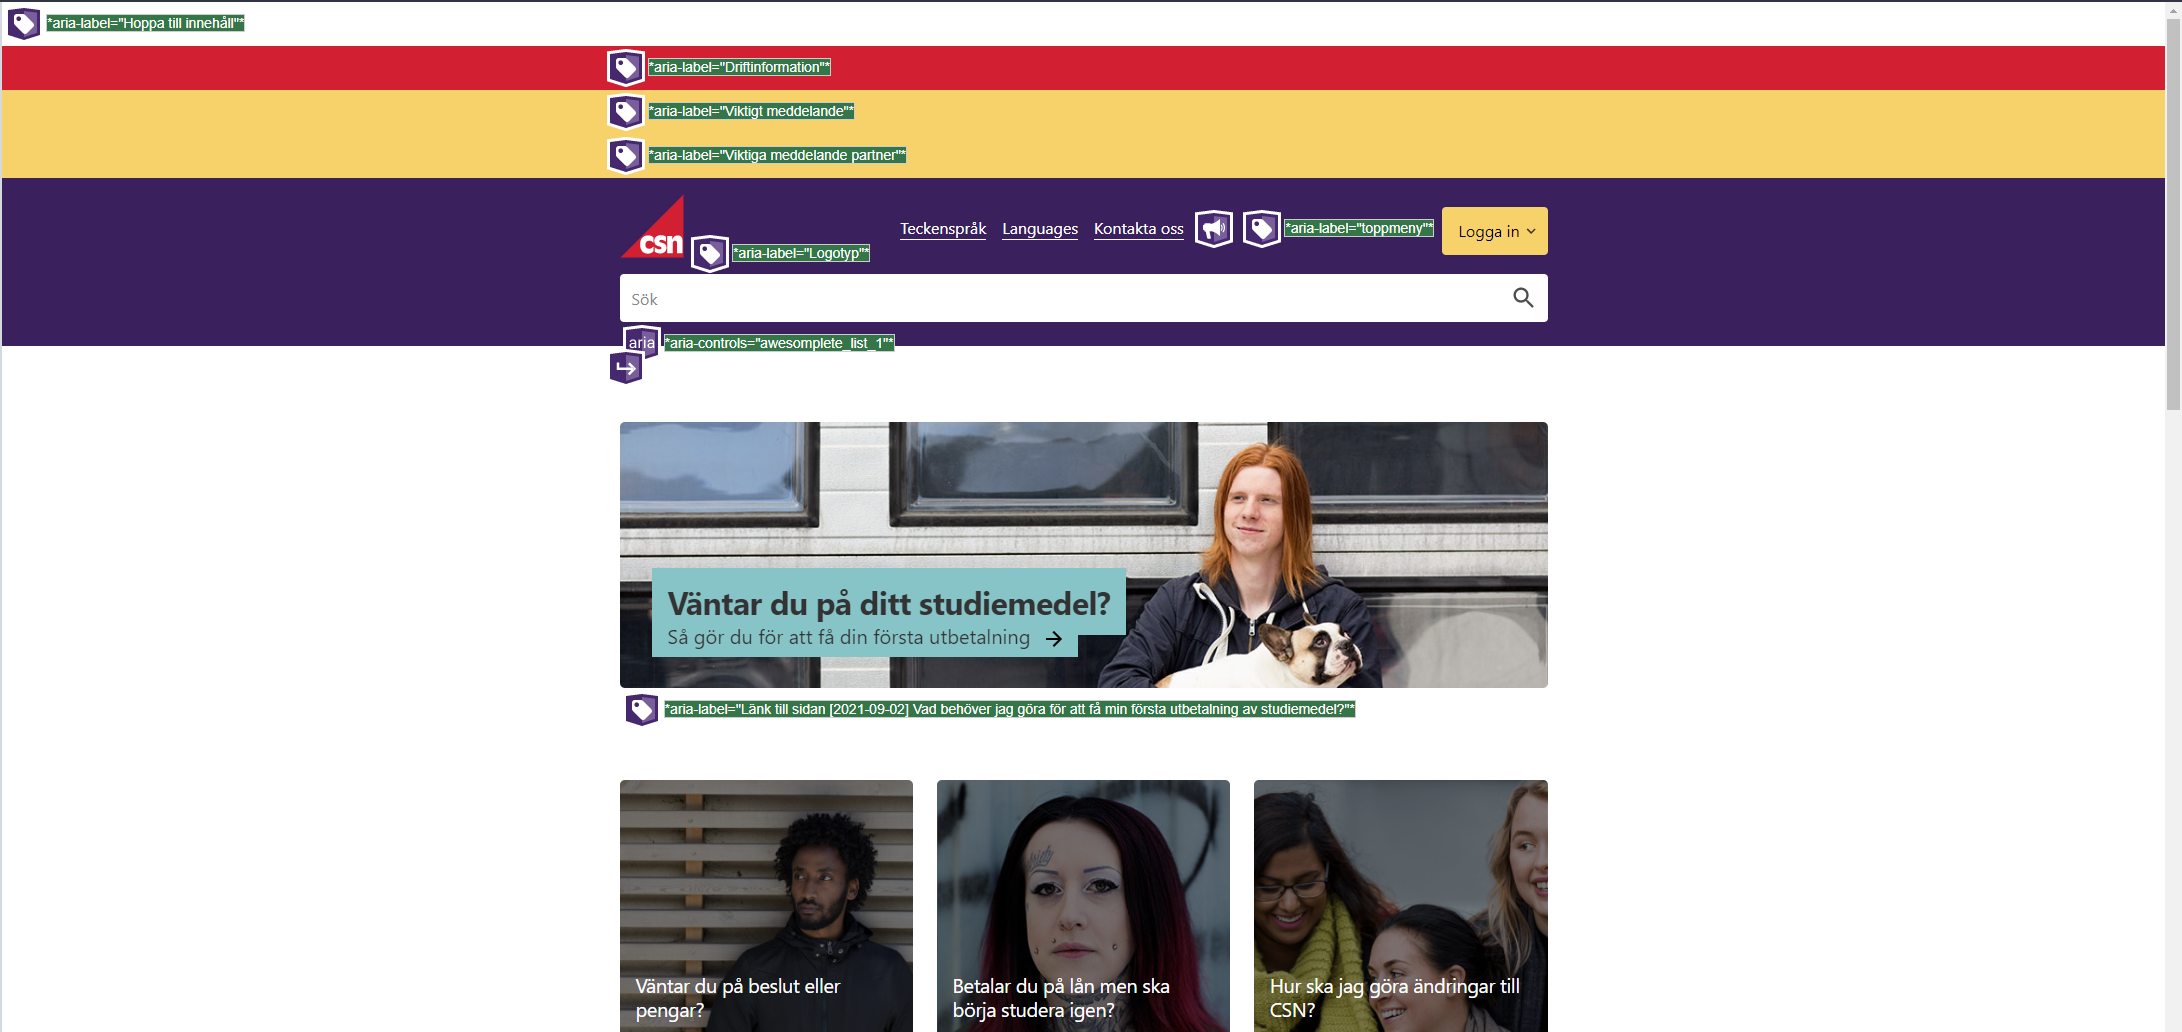 *aria-label="Hoppa till innehåll"*
*aria-label="Driftinformation"*
*aria-label="Viktigt meddelande"*
*aria-label="Viktiga meddelande partner"*
csn
*aria-label="Logotyp"*
Teckenspråk Languages Kontakta oss
*aria-label="toppmeny"*
Logga in
Sök
aria
*aria-controls="awesomplete_list_1"*
Väntar du på ditt studiemedel?
Så gör du för att få din första utbetalning
*aria-label="Länk till sidan [2021-09-02] Vad behöver jag göra för att få min första utbetalning av studiemedel?"*
Väntar du på beslut eller
pengar?
Betalar du på lån men ska
börja studera igen?
Hur ska jag göra ändringar till
CSN?